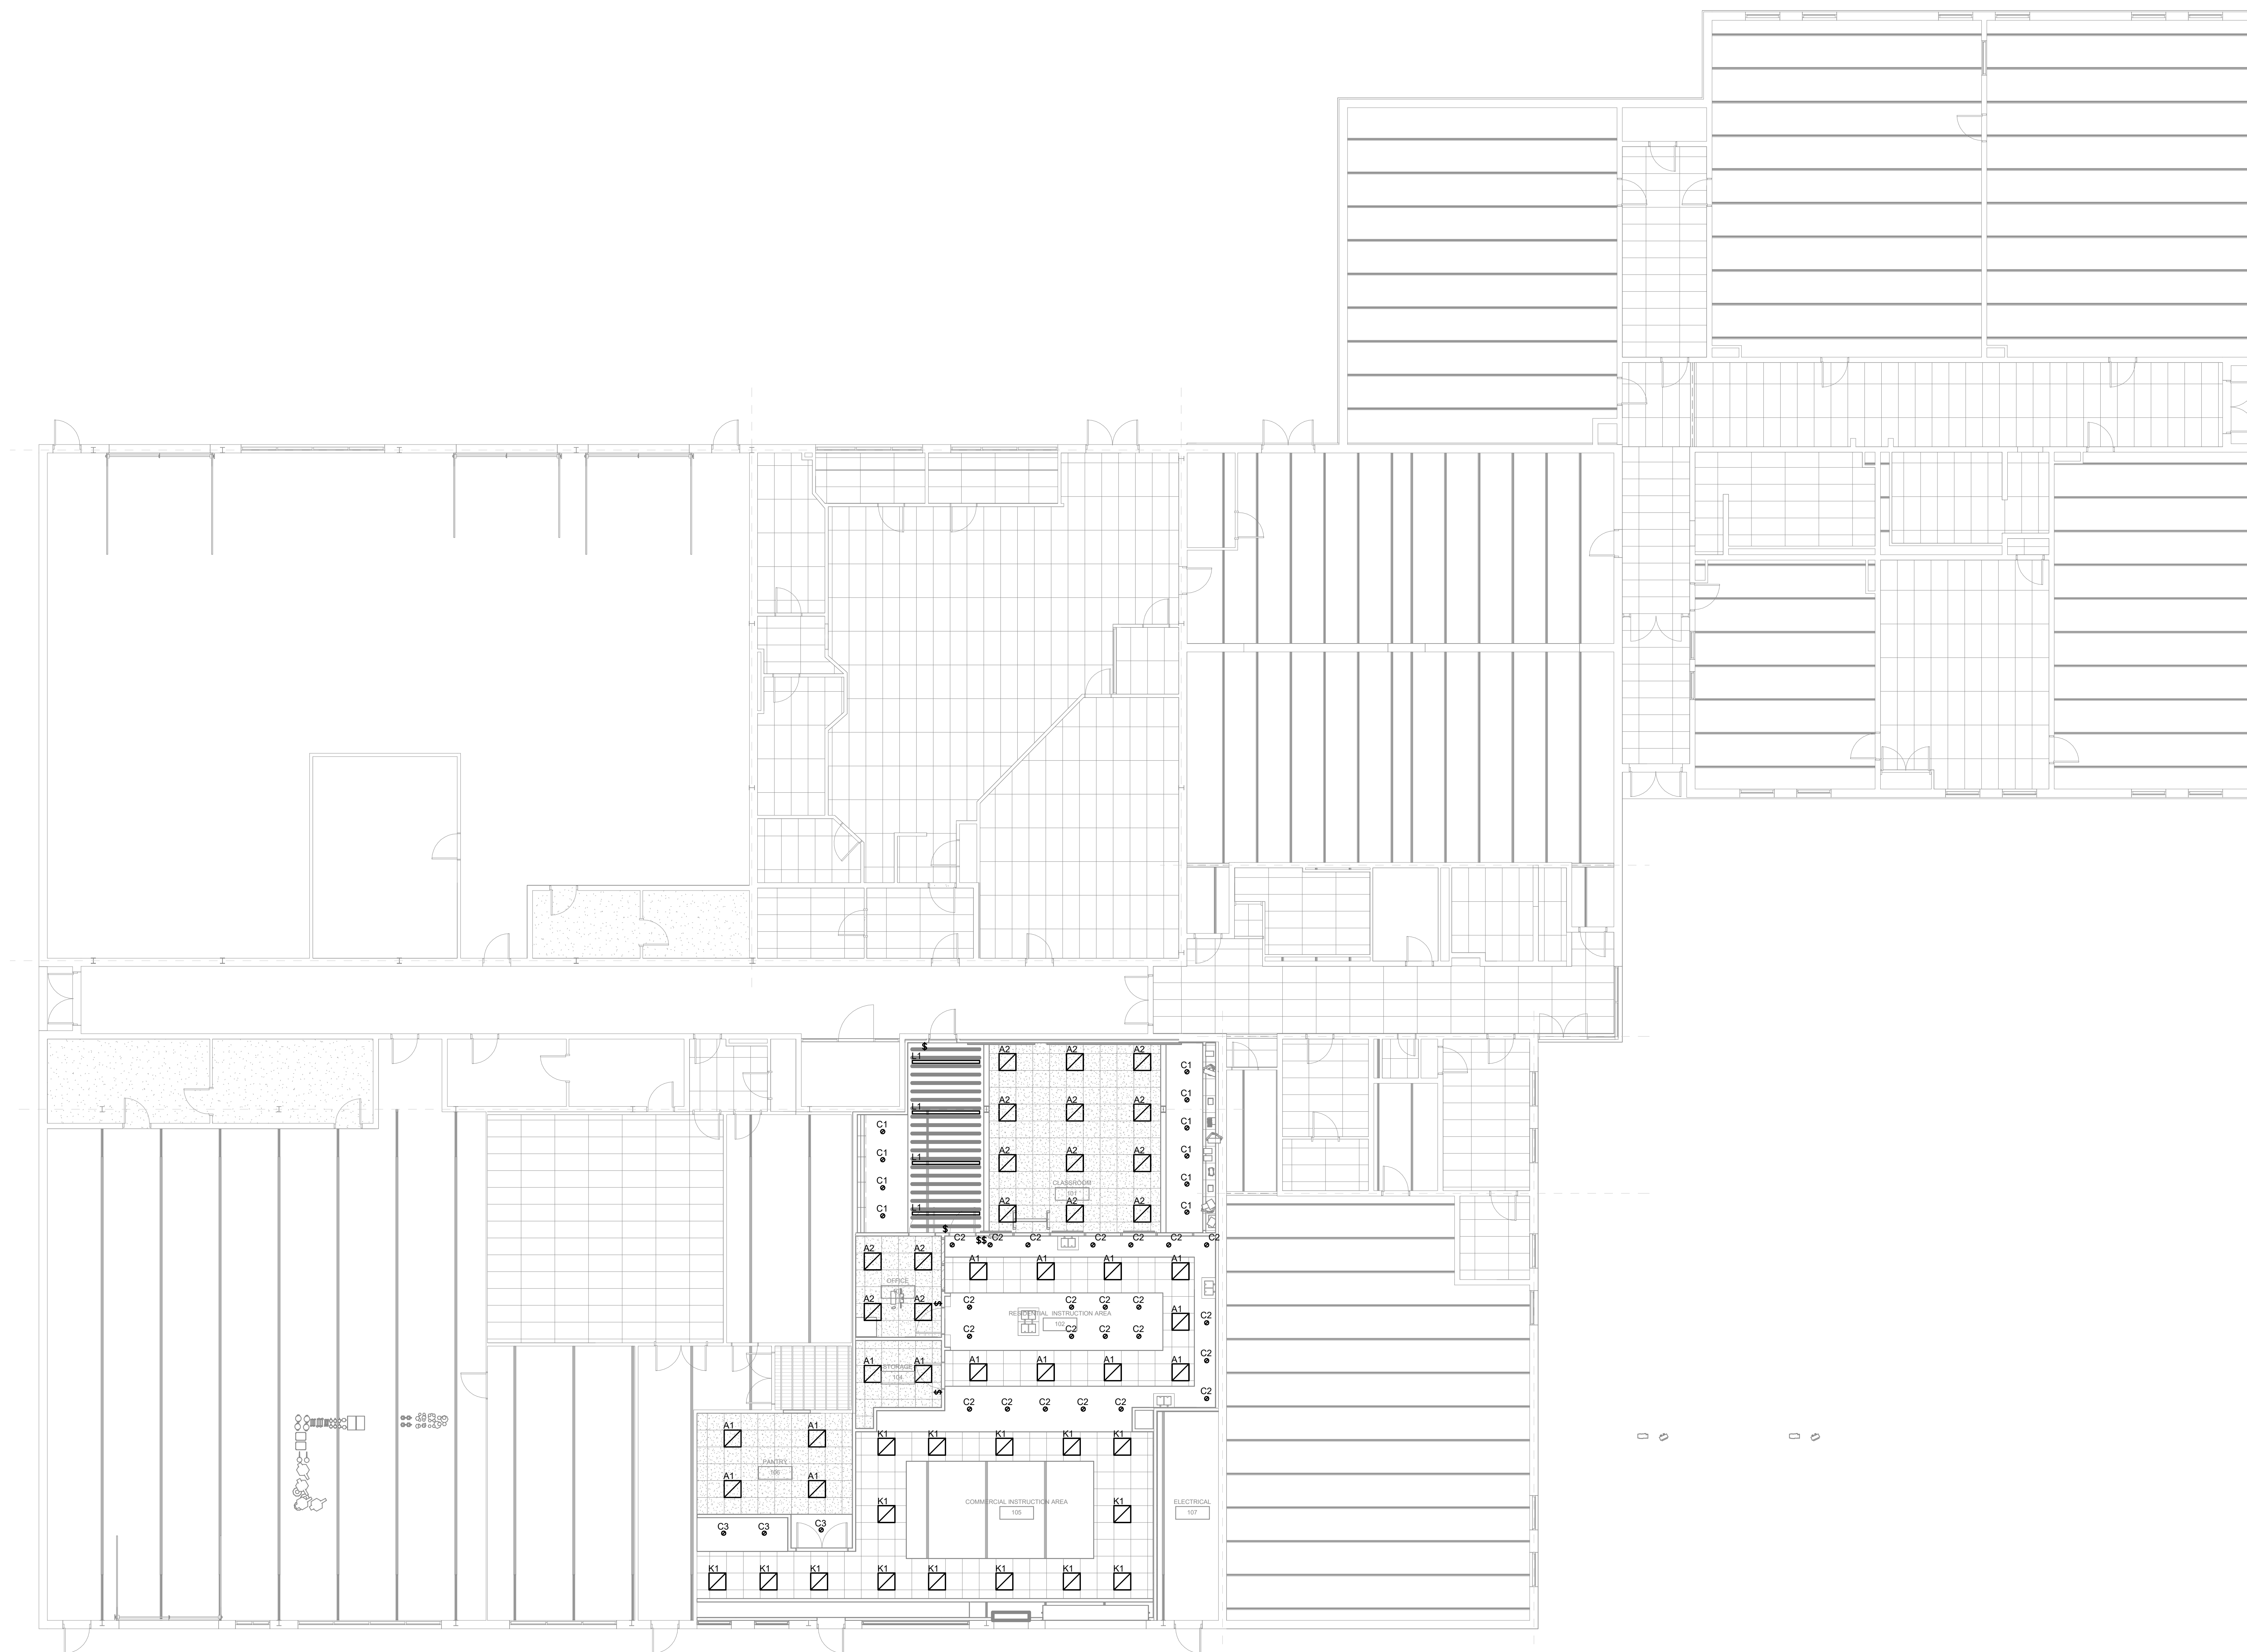 $
L1
A2 A2 A2
C1
C1
L1
A2 A2 A2
C1
C1
L1
A2 A2 A2
C1
C1
C1
C1
CLASSROOM
101
L1
A2 A2 A2
C1
C1
$
$$
C2 C2 C2 C2 C2 C2 C2
A2 A2
A1 A1 A1 A1
OFFICE
A2 A2
$
C2 C2 C2 C2
A1
C2
RESIDENTIAL INSTRUCTION AREA
102
C2 C2 C2 C2
C2
A1 A1
STORAGE
104
A1 A1 A1 A1
$
C2
C2 C2 C2 C2 C2
A1 A1
K1 K1 K1 K1 K1
PANTRY
106
A1 A1
K1
COMMERCIAL INSTRUCTION AREA
105
K1
ELECTRICAL
107
C3 C3 C3
K1 K1 K1 K1 K1 K1 K1 K1